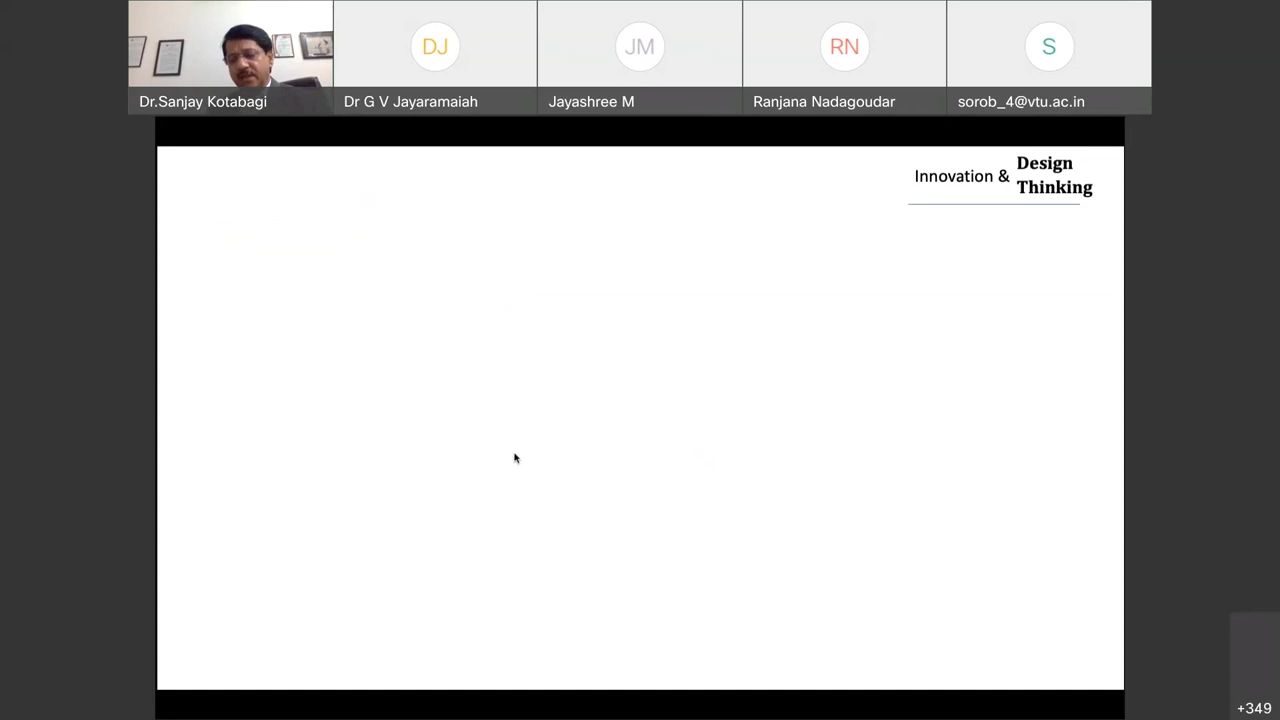 DJ
JM
RN
S
Dr.Sanjay Kotabagi
Dr G V Jayaramaiah
Jayashree M
Ranjana Nadagoudar
sorob_4@vtu.ac.in
Innovation &
Design
Thinking
+349